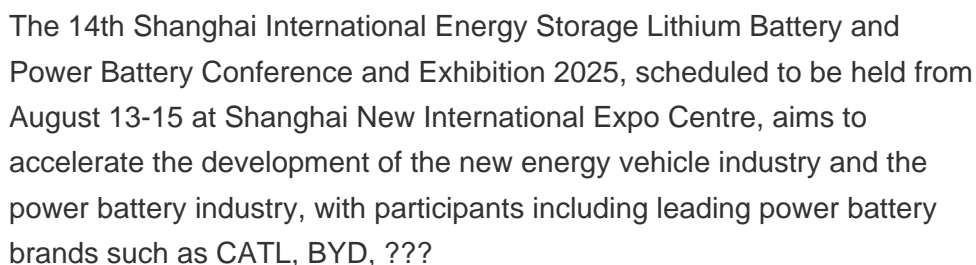 The 14th Shanghai International Energy Storage Lithium Battery and
Power Battery Conference and Exhibition 2025, scheduled to be held from
August 13-15 at Shanghai New International Expo Centre, aims to
accelerate the development of the new energy vehicle industry and the
power battery industry, with participants including leading power battery
brands such as CATL, BYD, ???